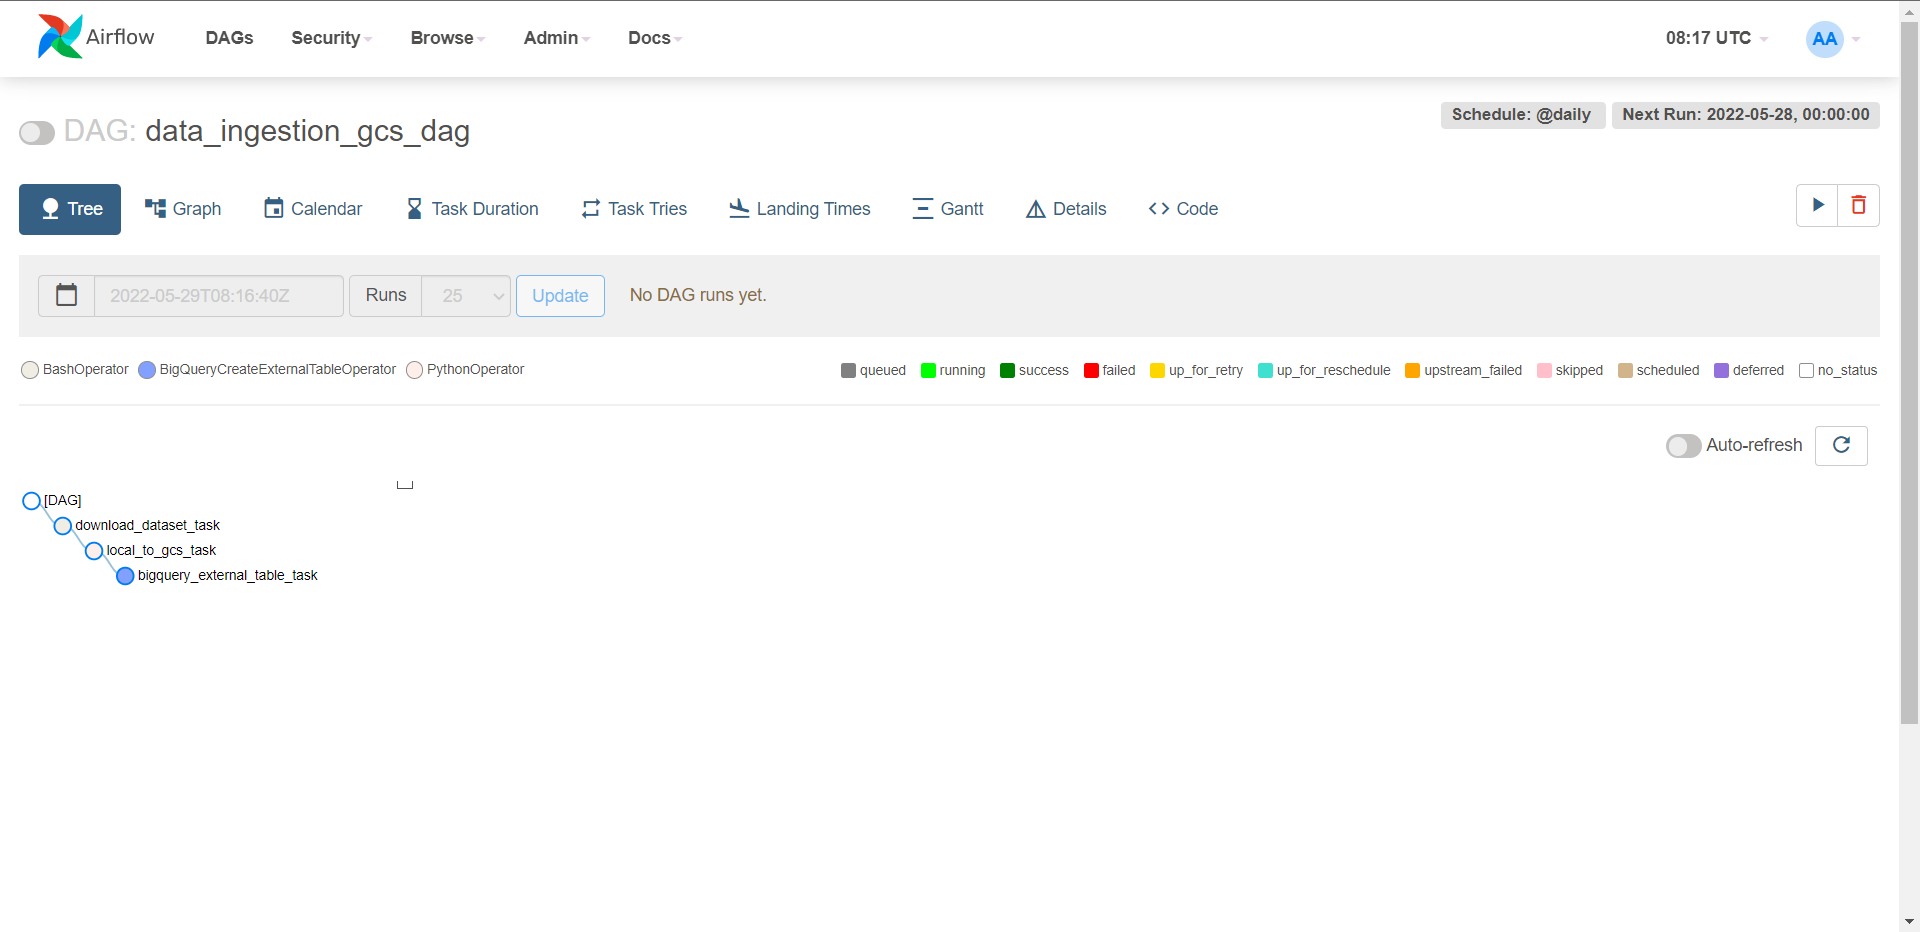 Airflow DAGs Security Browse Admin Docs 08:17 UTC AA
Schedule: @daily Next Run: 2022-05-28, 00:00:00
DAG: data_ingestion_gcs_dag
Tree Graph Calendar Task Duration Task Tries Landing Times Gantt Details Code
2022-05-29T08:16:40Z Runs 25 Update No DAG runs yet.
BashOperator BigQueryCreateExternalTableOperator PythonOperator queued running success failed up_for_retry up_for_reschedule upstream_failed skipped scheduled deferred no_status
Auto-refresh
[DAG]
download_dataset_task
local_to_gcs_task
bigquery_external_table_task